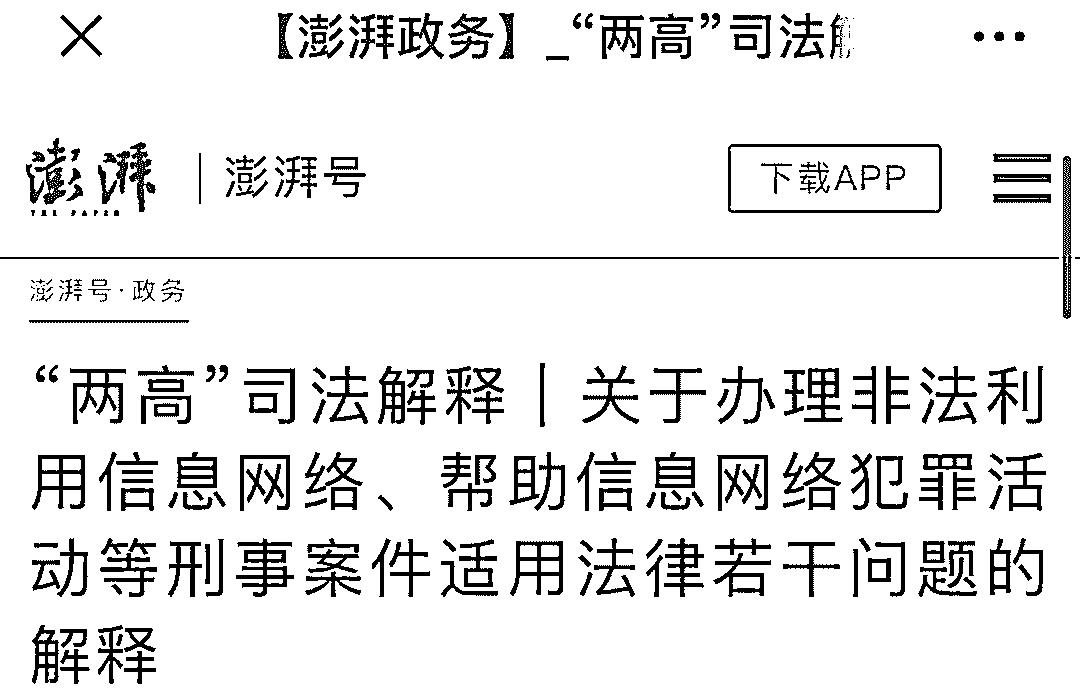 【澎湃政务】_“两高”司法
澎湃
THE PAPER
澎湃号
下载APP
澎湃号·政务
“两高”司法解释｜关于办理非法利
用信息网络、帮助信息网络犯罪活
动等刑事案件适用法律若干问题的
解释